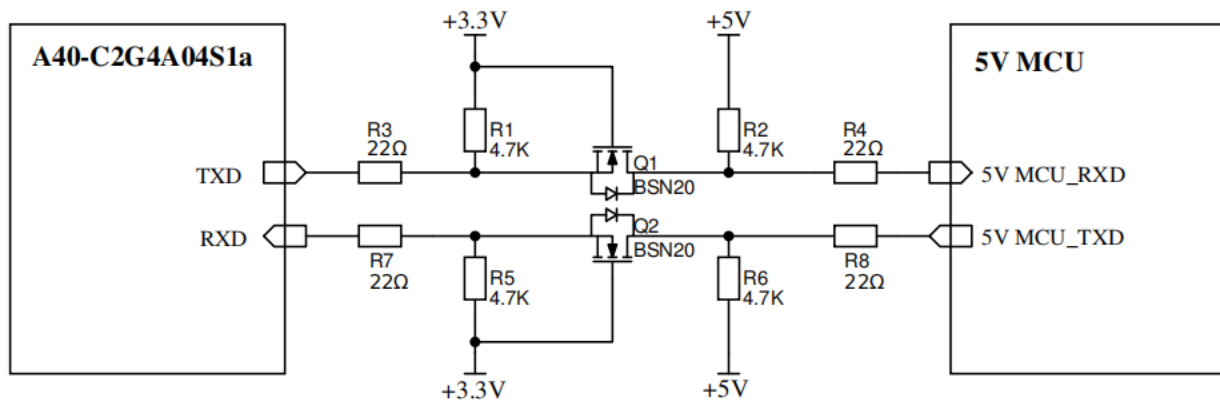 +3.3V
+5V
A40-C2G4A04S1a
5V MCU
R3
22Ω
R1
4.7K
R2
4.7K
R4
22Ω
TXD
Q1
BSN20
5V MCU_RXD
RXD
Q2
BSN20
5V MCU_TXD
R7
22Ω
R5
4.7K
R6
4.7K
R8
22Ω
+3.3V
+5V